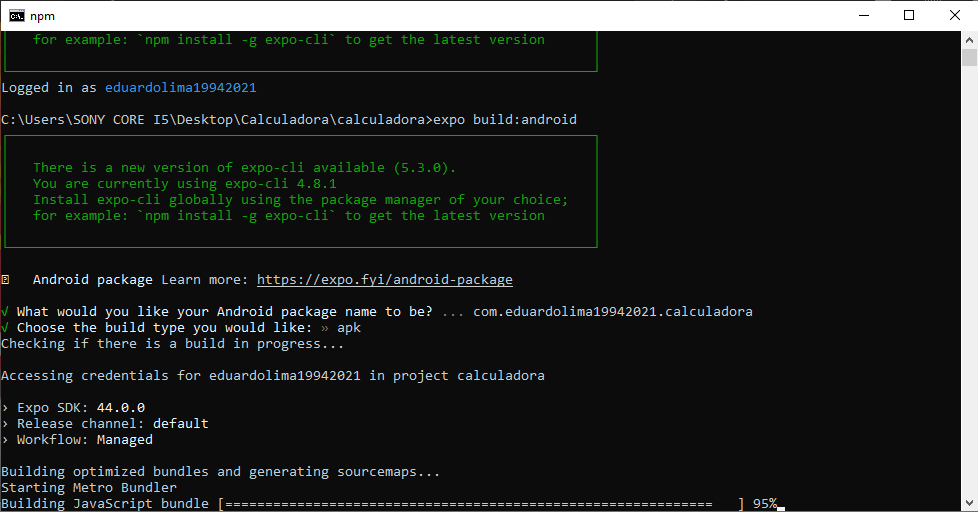 npm
for example: `npm install -g expo-cli` to get the latest version
Logged in as eduardolima19942021
C:\Users\SONY CORE I5\Desktop\Calculadora\calculadora>expo build:android
There is a new version of expo-cli available (5.3.0).
You are currently using expo-cli 4.8.1
Install expo-cli globally using the package manager of your choice;
for example: `npm install -g expo-cli` to get the latest version
Android package Learn more: https://expo.fyi/android-package
√ What would you like your Android package name to be? ... com.eduardolima19942021.calculadora
√ Choose the build type you would like: » apk
Checking if there is a build in progress...
Accessing credentials for eduardolima19942021 in project calculadora
› Expo SDK: 44.0.0
› Release channel: default
› Workflow: Managed
Building optimized bundles and generating sourcemaps...
Starting Metro Bundler
Building JavaScript bundle [=============================================================   ] 95%